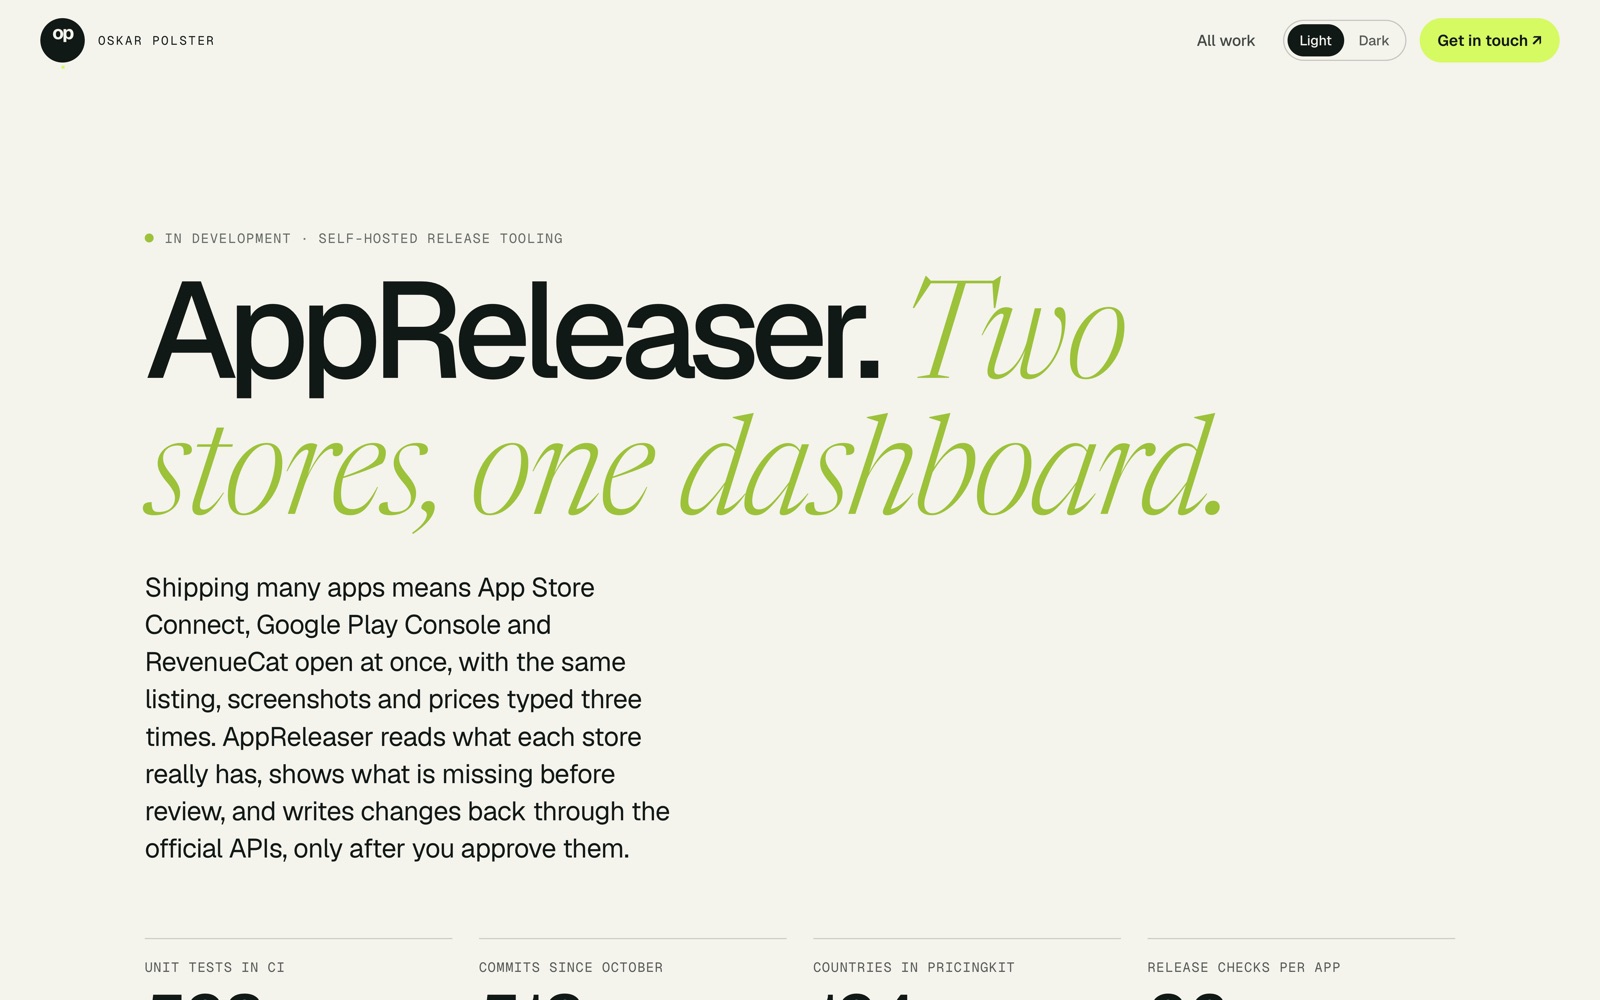 op
OSKAR POLSTER
All work
Light
Dark
Get in touch ↗
IN DEVELOPMENT · SELF-HOSTED RELEASE TOOLING
AppReleaser. Two
stores, one dashboard.
Shipping many apps means App Store
Connect, Google Play Console and
RevenueCat open at once, with the same
listing, screenshots and prices typed three
times. AppReleaser reads what each store
really has, shows what is missing before
review, and writes changes back through the
official APIs, only after you approve them.
UNIT TESTS IN CI
COMMITS SINCE OCTOBER
COUNTRIES IN PRICINGKIT
RELEASE CHECKS PER APP